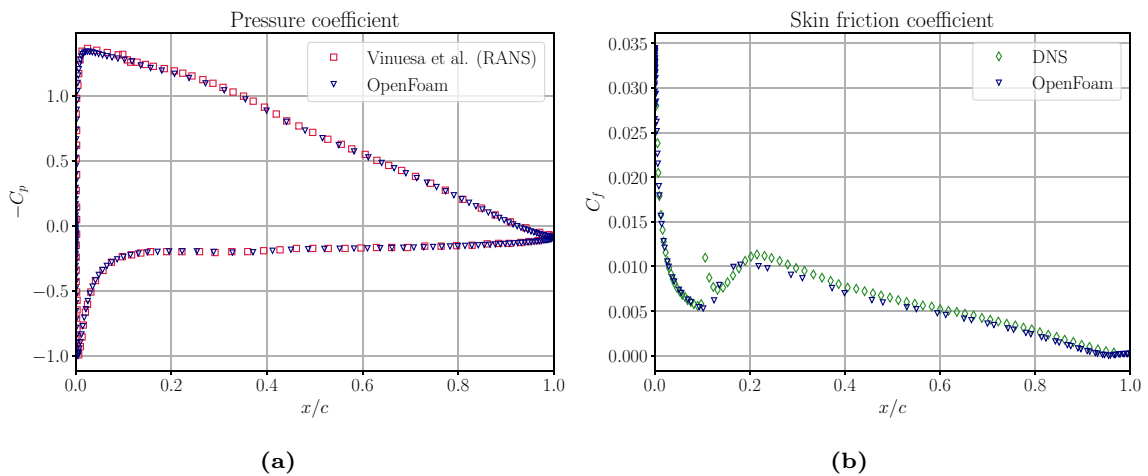 Pressure coefficient
Vinuesa et al. (RANS)
OpenFoam
1.0
0.5
0.0
−0.5
−1.0
−C_p
0.0 0.2 0.4 0.6 0.8 1.0
x/c
(a)
Skin friction coefficient
DNS
OpenFoam
0.035
0.030
0.025
0.020
0.015
0.010
0.005
0.000
C_f
0.0 0.2 0.4 0.6 0.8 1.0
x/c
(b)